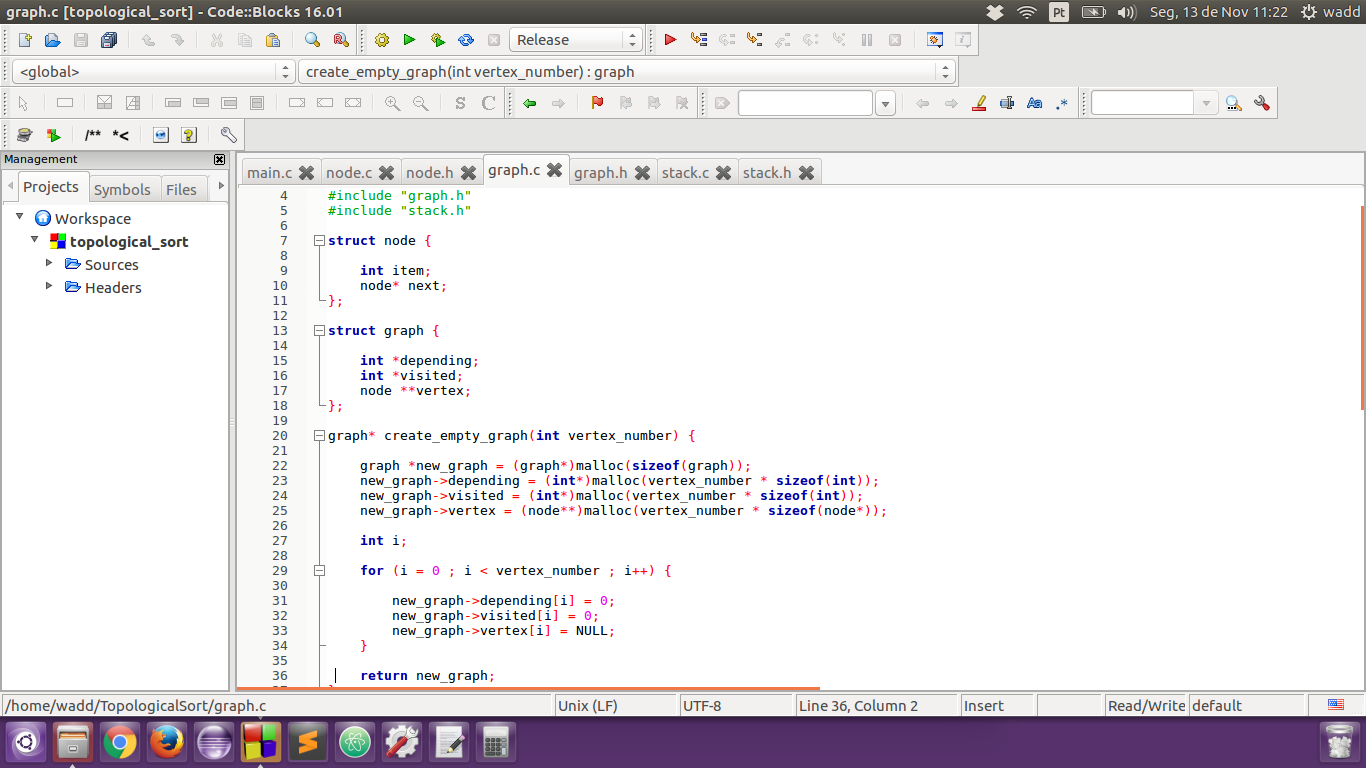 graph.c [topological_sort] - Code::Blocks 16.01
Pt
Seg, 13 de Nov 11:22
wadd
Release
<global>
create_empty_graph(int vertex_number) : graph
S C
Aa .*
/** *<
Management
Projects Symbols Files
Workspace
topological_sort
Sources
Headers
main.c node.c node.h graph.c graph.h stack.c stack.h
4 #include "graph.h"
5 #include "stack.h"
6
7 struct node {
8
9 int item;
10 node* next;
11 };
12
13 struct graph {
14
15 int *depending;
16 int *visited;
17 node **vertex;
18 };
19
20 graph* create_empty_graph(int vertex_number) {
21
22 graph *new_graph = (graph*)malloc(sizeof(graph));
23 new_graph->depending = (int*)malloc(vertex_number * sizeof(int));
24 new_graph->visited = (int*)malloc(vertex_number * sizeof(int));
25 new_graph->vertex = (node**)malloc(vertex_number * sizeof(node*));
26
27 int i;
28
29 for (i = 0 ; i < vertex_number ; i++) {
30
31 new_graph->depending[i] = 0;
32 new_graph->visited[i] = 0;
33 new_graph->vertex[i] = NULL;
34 }
35
36 return new_graph;
/home/wadd/TopologicalSort/graph.c
Unix (LF)
UTF-8
Line 36, Column 2
Insert
Read/Write
default